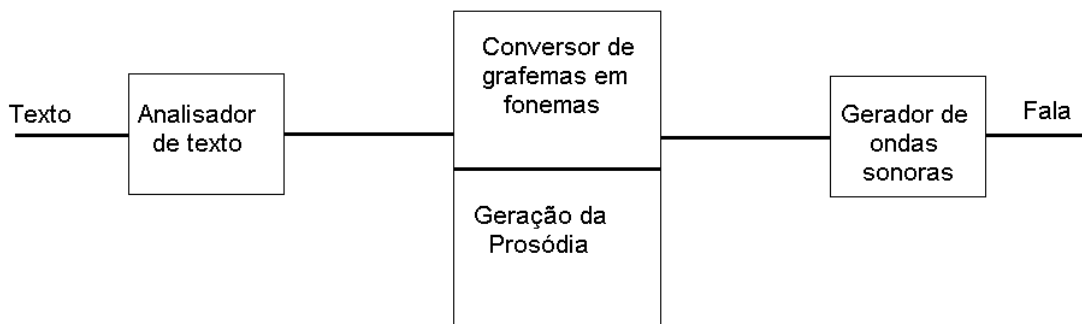 Texto
Analisador
de texto
Conversor de
grafemas em
fonemas
Geração da
Prosódia
Gerador de
ondas
sonoras
Fala